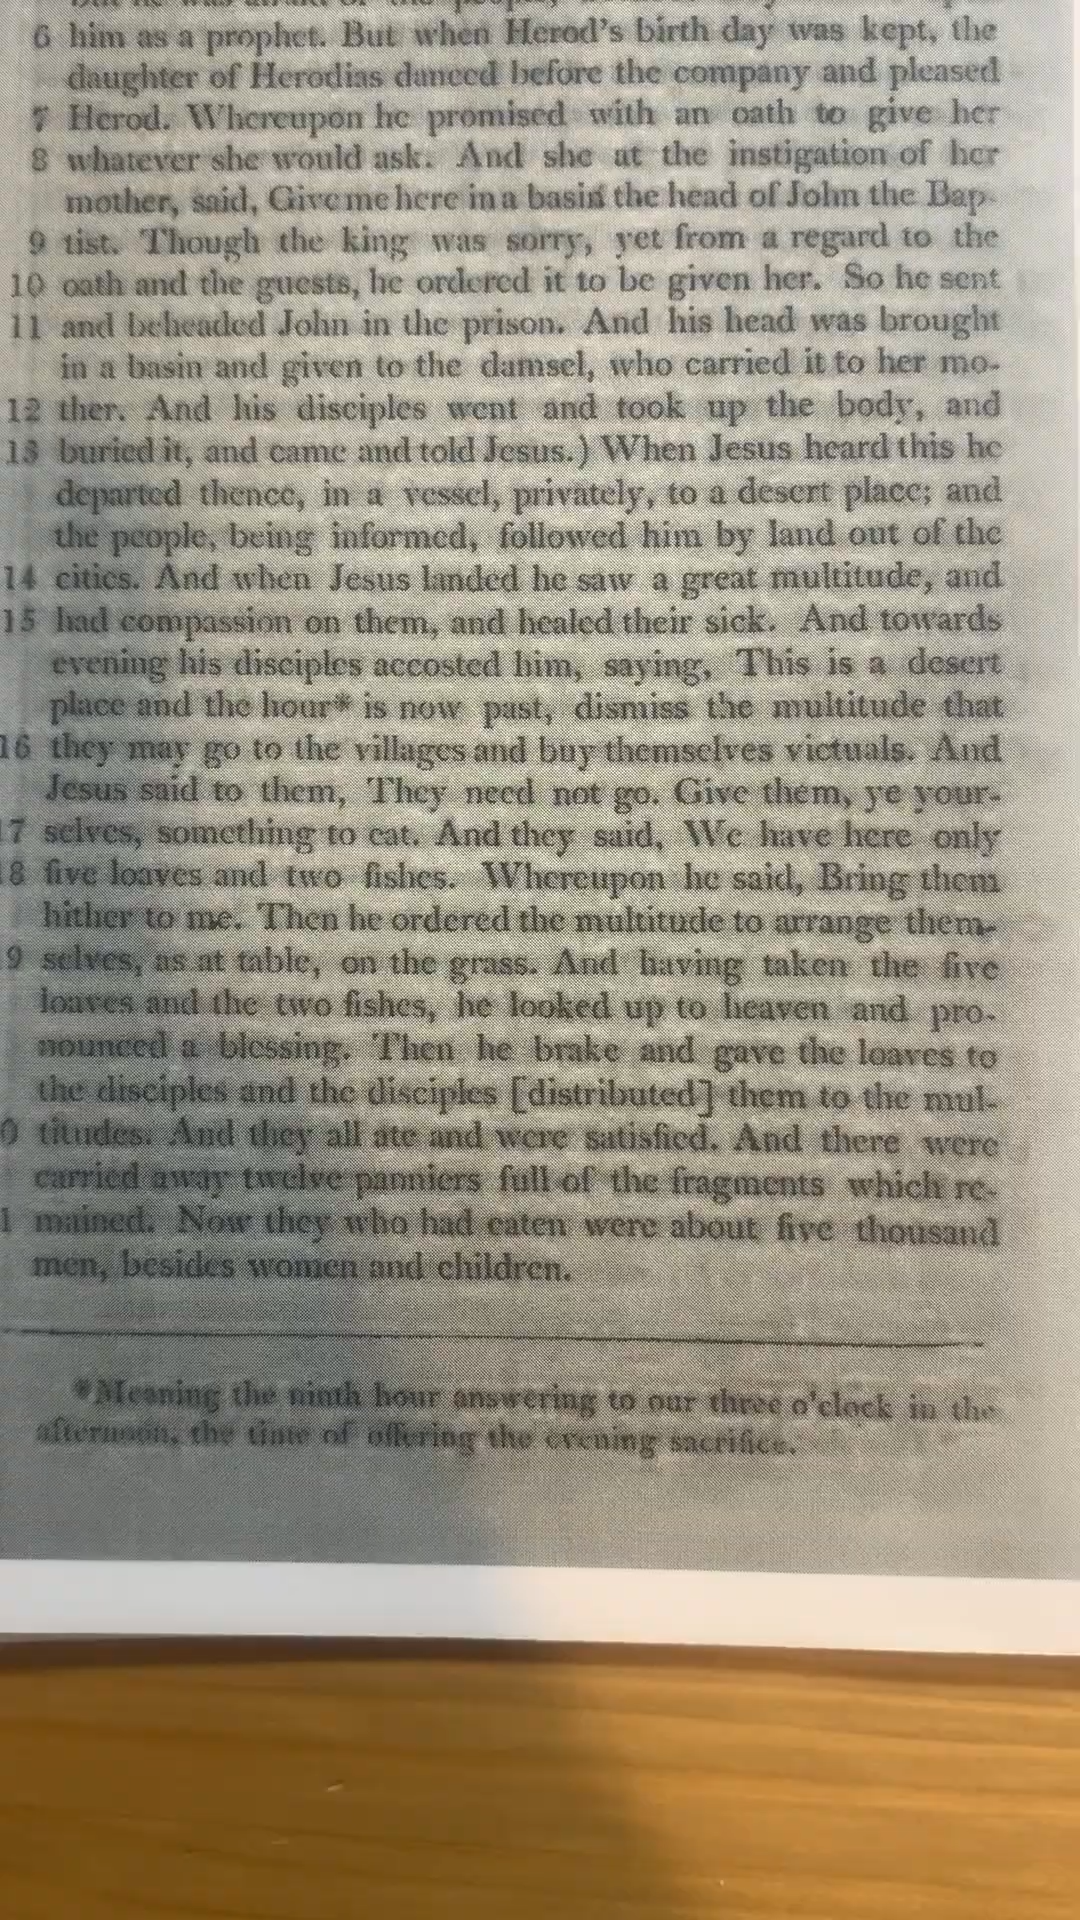 6 him as a prophet. But when Herod's birth day was kept, the
daughter of Herodias danced before the company and pleased
7 Herod. Whereupon he promised with an oath to give her
8 whatever she would ask. And she at the instigation of her
mother, said, Give me here in a basin the head of John the Bap-
9 tist. Though the king was sorry, yet from a regard to the
10 oath and the guests, he ordered it to be given her. So he sent
11 and beheaded John in the prison. And his head was brought
in a basin and given to the damsel, who carried it to her mo-
12 ther. And his disciples went and took up the body, and
13 buried it, and came and told Jesus.) When Jesus heard this he
departed thence, in a vessel, privately, to a desert place; and
the people, being informed, followed him by land out of the
14 cities. And when Jesus landed he saw a great multitude, and
15 had compassion on them, and healed their sick. And towards
evening his disciples accosted him, saying, This is a desert
place and the hour* is now past, dismiss the multitude that
16 they may go to the villages and buy themselves victuals. And
Jesus said to them, They need not go. Give them, ye your-
17 selves, something to eat. And they said, We have here only
18 five loaves and two fishes. Whereupon he said, Bring them
hither to me. Then he ordered the multitude to arrange them-
9 selves, as at table, on the grass. And having taken the five
loaves and the two fishes, he looked up to heaven and pro-
nounced a blessing. Then he brake and gave the loaves to
the disciples and the disciples [distributed] them to the mul-
0 titudes. And they all ate and were satisfied. And there were
carried away twelve panniers full of the fragments which re-
1 mained. Now they who had eaten were about five thousand
men, besides women and children.
*Meaning the ninth hour answering to our three o'clock in the
afternoon, the time of offering the evening sacrifice.